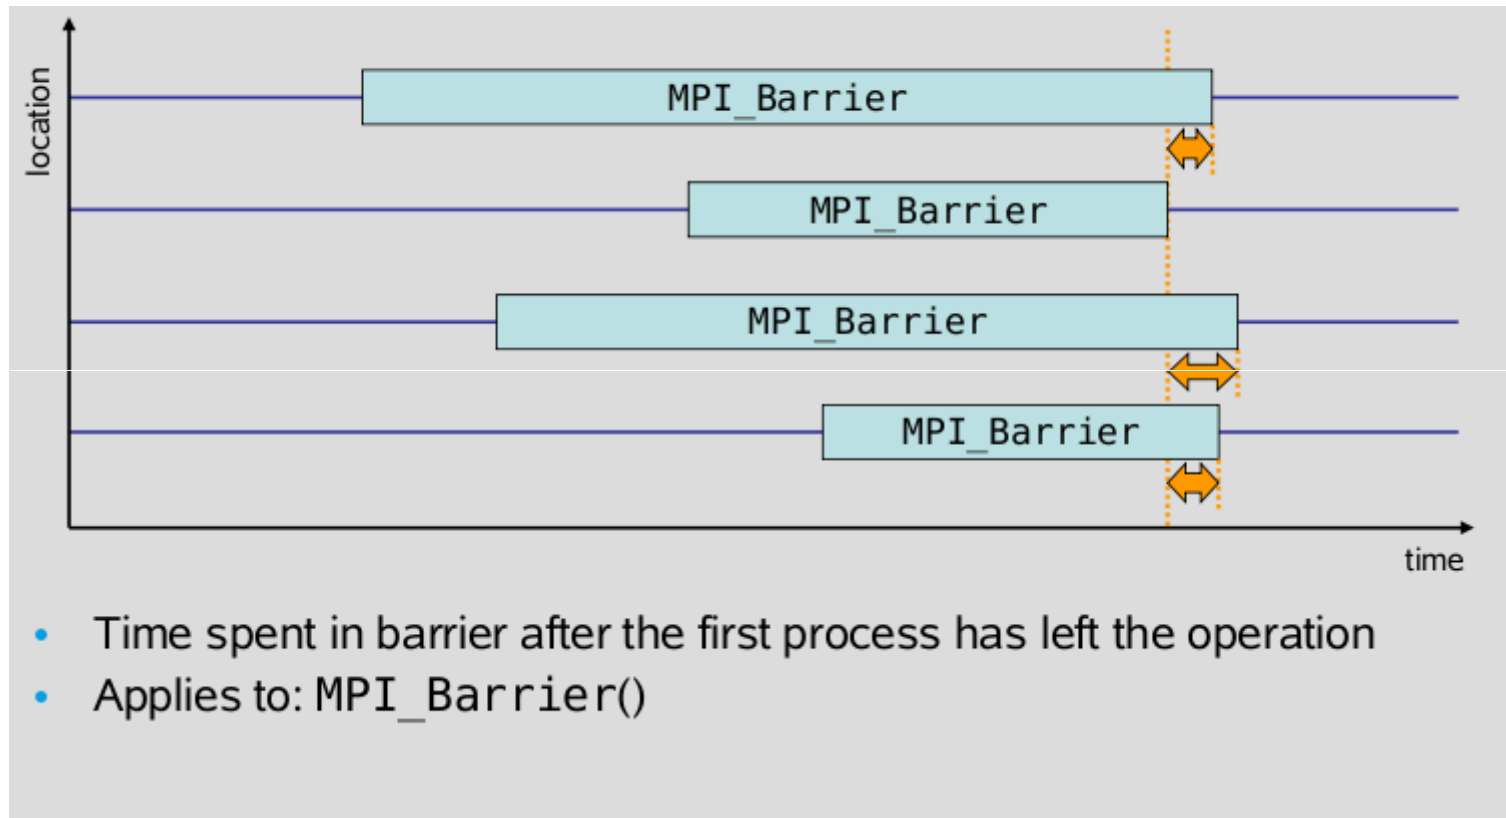 location
MPI_Barrier
MPI_Barrier
MPI_Barrier
MPI_Barrier
time
• Time spent in barrier after the first process has left the operation
• Applies to: MPI_Barrier()